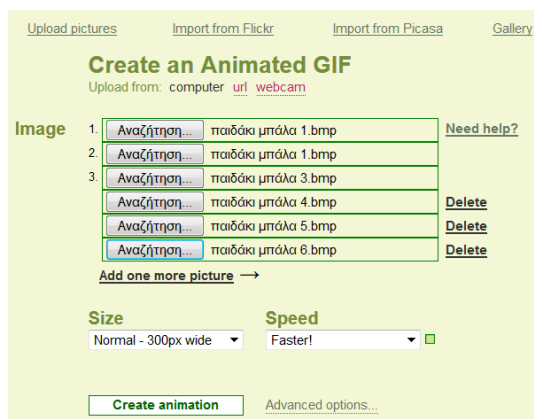 Upload pictures Import from Flickr Import from Picasa Gallery
Create an Animated GIF
Upload from: computer url webcam
Image 1. Αναζήτηση... παιδάκι μπάλα 1.bmp Need help?
2. Αναζήτηση... παιδάκι μπάλα 1.bmp
3. Αναζήτηση... παιδάκι μπάλα 3.bmp
Αναζήτηση... παιδάκι μπάλα 4.bmp Delete
Αναζήτηση... παιδάκι μπάλα 5.bmp Delete
Αναζήτηση... παιδάκι μπάλα 6.bmp Delete
Add one more picture →
Size Speed
Normal - 300px wide Faster!
Create animation Advanced options...